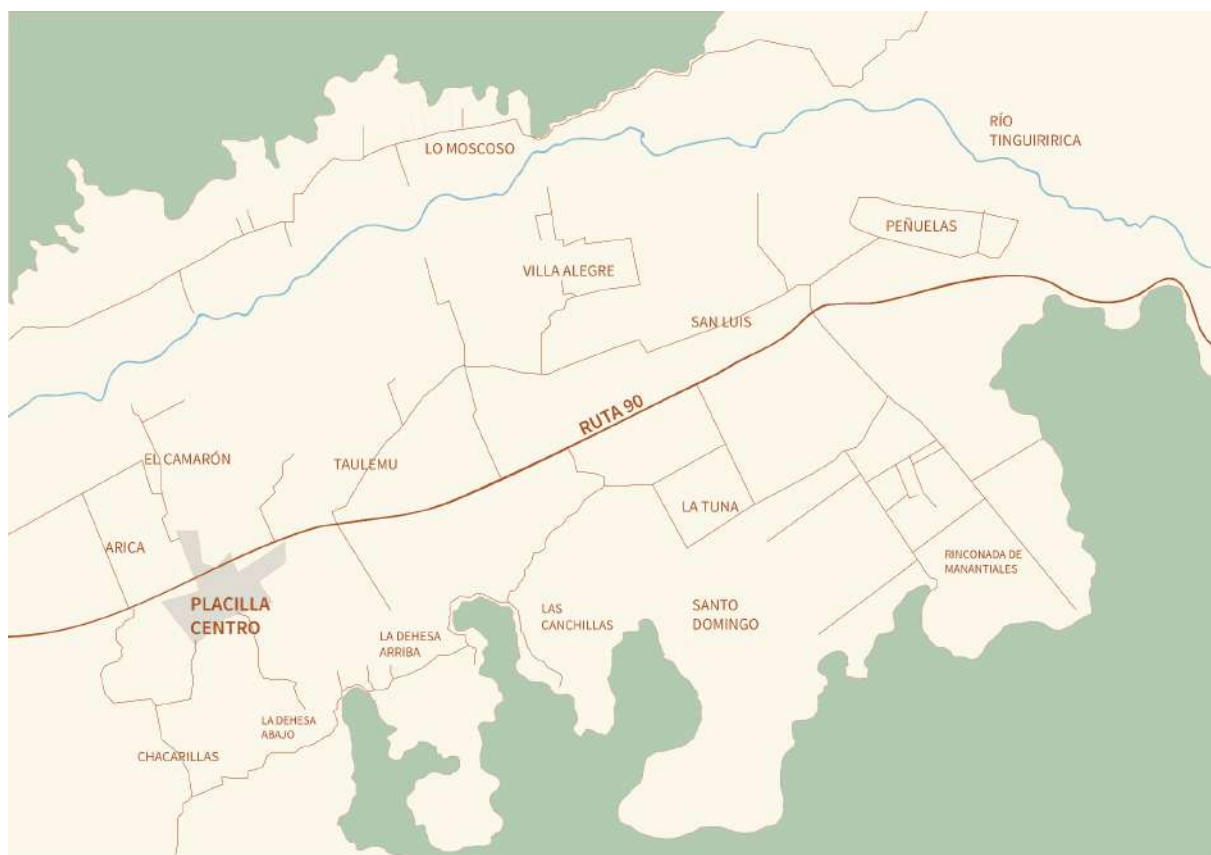 RÍO
TINGUIRIRICA
LO MOSCOSO
PEÑUELAS
VILLA ALEGRE
SAN LUIS
RUTA 90
EL CAMARÓN
TAULEMU
LA TUNA
ARICA
RINCONADA DE
MANANTIALES
PLACILLA
CENTRO
LAS
CANCHILLAS
SANTO
DOMINGO
LA DEHESA
ARRIBA
LA DEHESA
ABAJO
CHACARILLAS